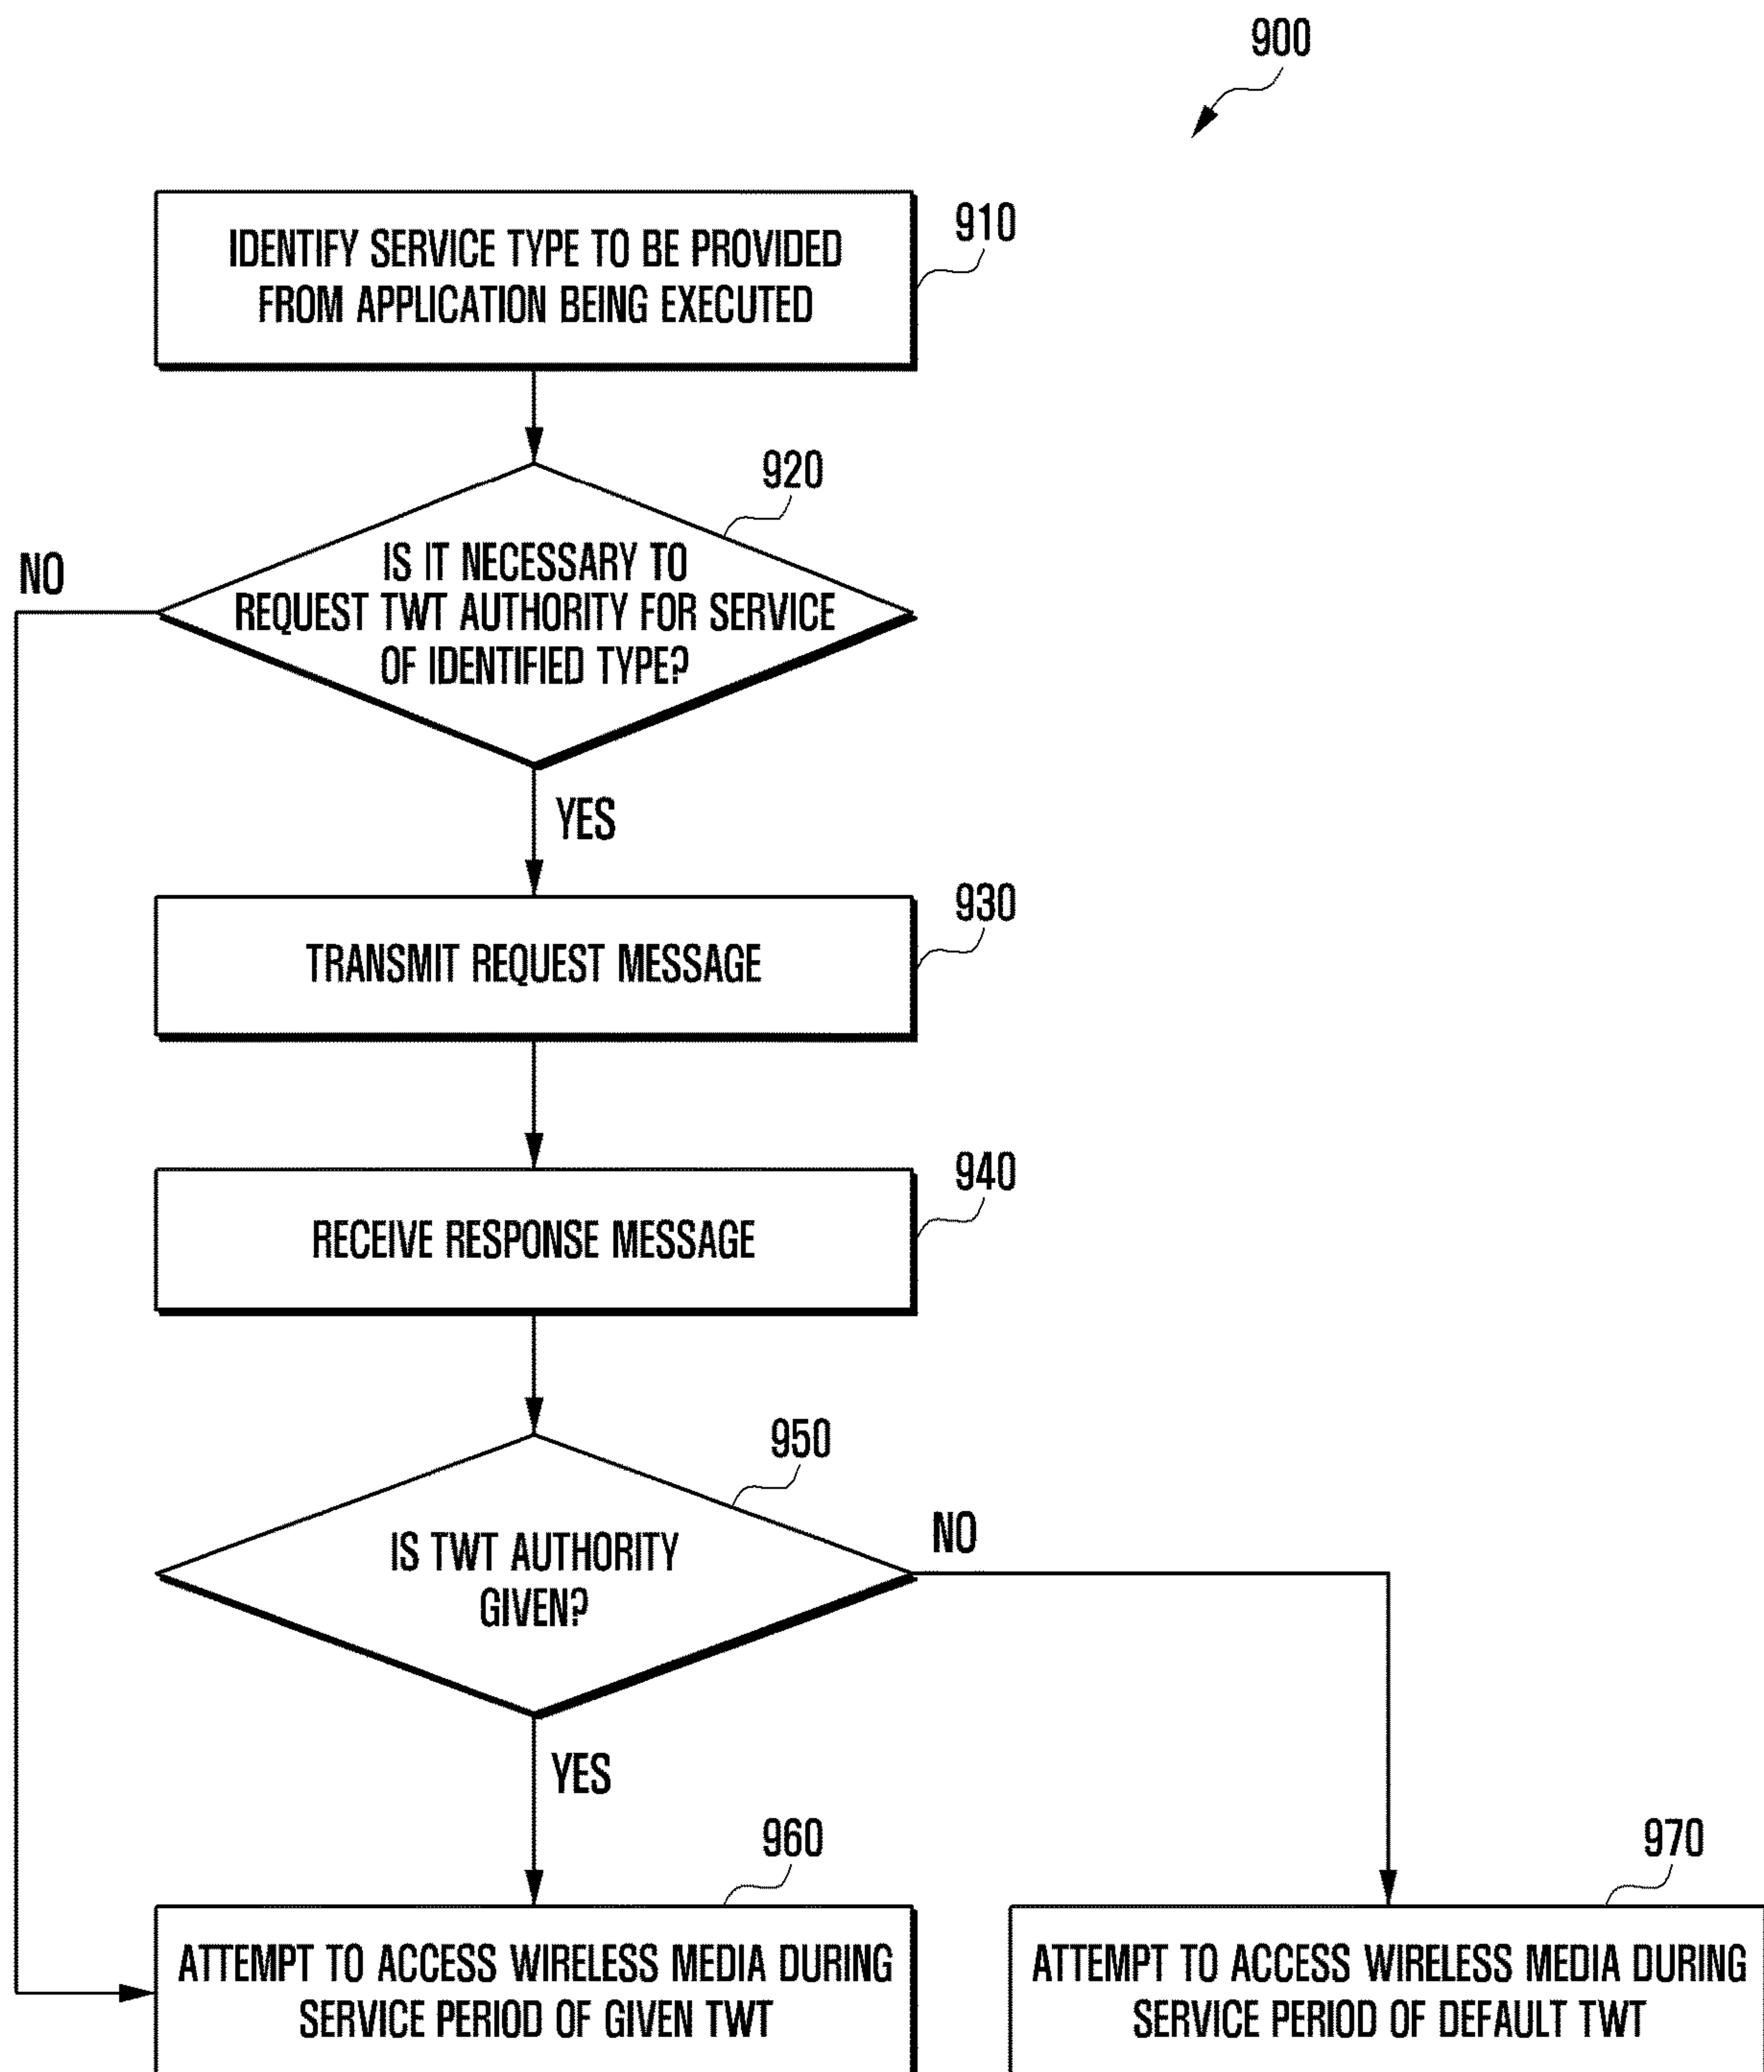 900
IDENTIFY SERVICE TYPE TO BE PROVIDED
FROM APPLICATION BEING EXECUTED
910
920
IS IT NECESSARY TO
REQUEST TWT AUTHORITY FOR SERVICE
OF IDENTIFIED TYPE?
NO
YES
TRANSMIT REQUEST MESSAGE
930
RECEIVE RESPONSE MESSAGE
940
950
IS TWT AUTHORITY
GIVEN?
NO
YES
960
ATTEMPT TO ACCESS WIRELESS MEDIA DURING
SERVICE PERIOD OF GIVEN TWT
970
ATTEMPT TO ACCESS WIRELESS MEDIA DURING
SERVICE PERIOD OF DEFAULT TWT